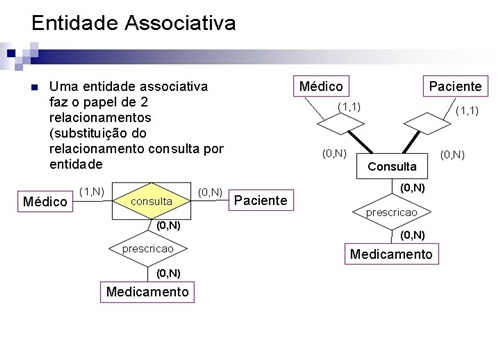 Entidade Associativa
Uma entidade associativa
faz o papel de 2
relacionamentos
(substituição do
relacionamento consulta por
entidade
Médico
(1,N)
consulta
(0,N)
Paciente
(0,N)
prescricao
(0,N)
Medicamento
Médico
Paciente
(1,1)
(1,1)
(0,N)
Consulta
(0,N)
(0,N)
prescricao
(0,N)
Medicamento